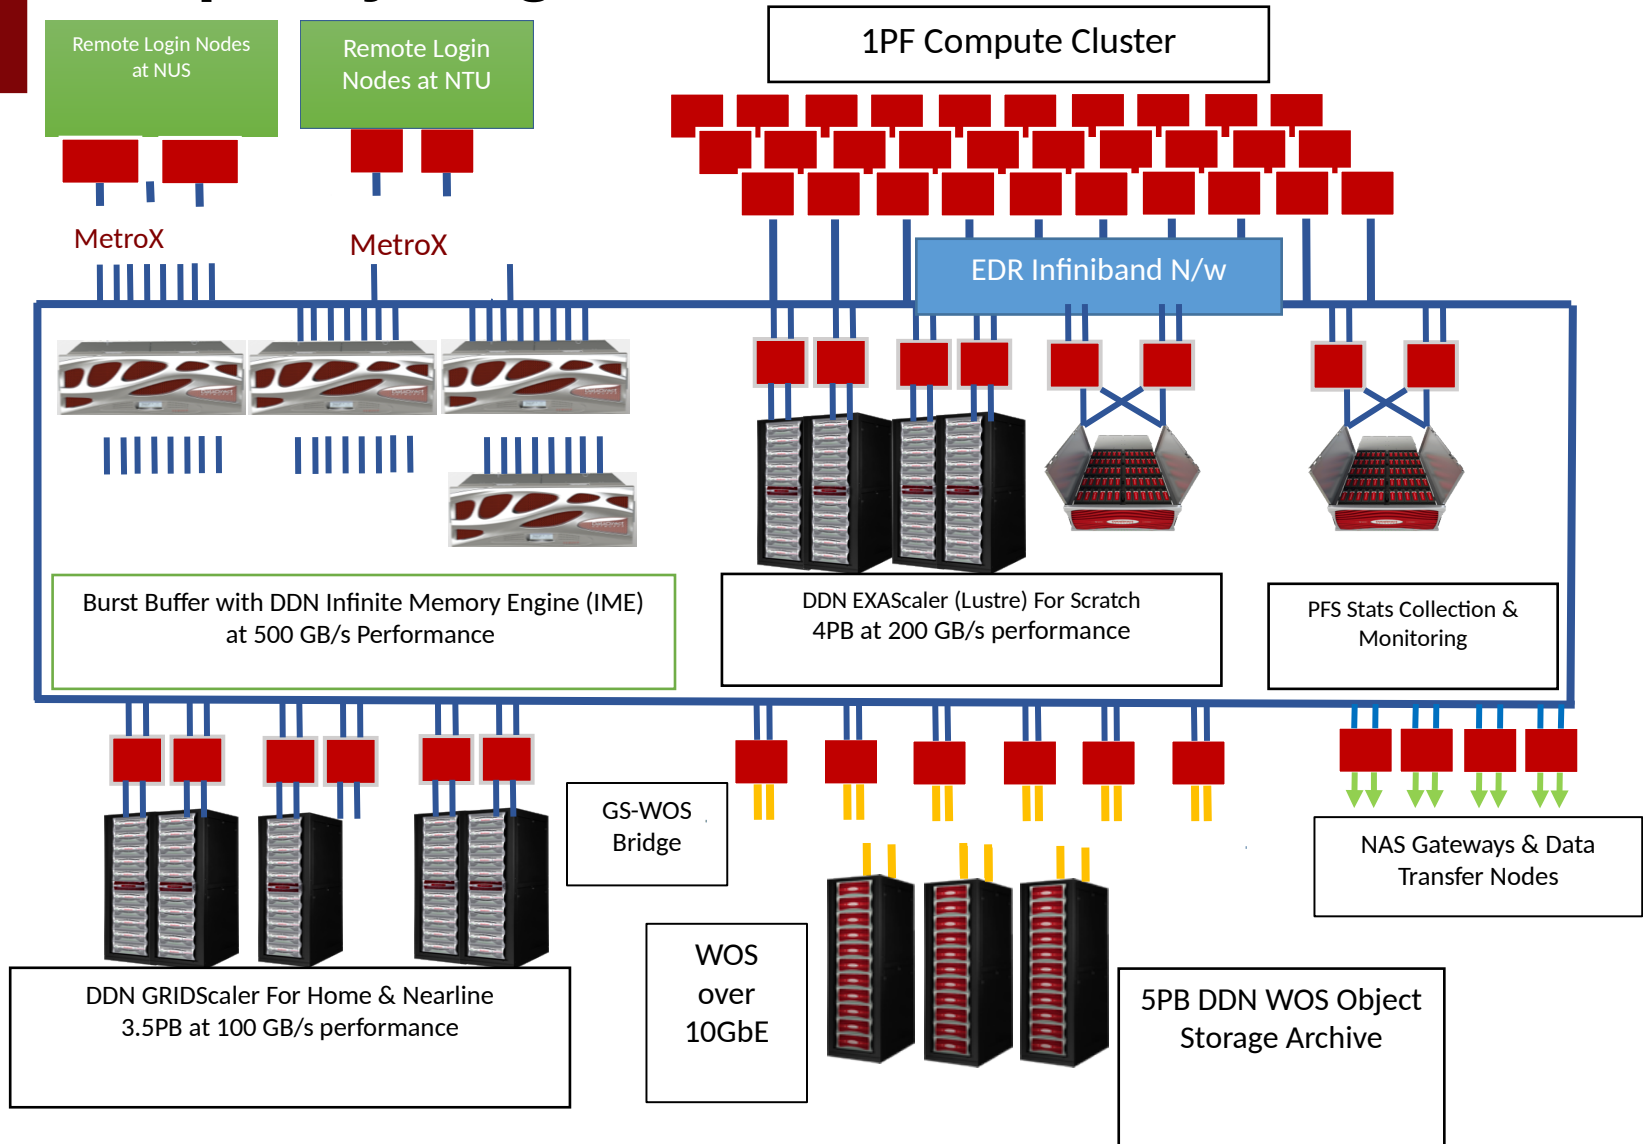 Remote Login Nodes
at NUS
Remote Login
Nodes at NTU
1PF Compute Cluster
MetroX
MetroX
EDR Infiniband N/w
Burst Buffer with DDN Infinite Memory Engine (IME)
at 500 GB/s Performance
DDN EXAScaler (Lustre) For Scratch
4PB at 200 GB/s performance
PFS Stats Collection &
Monitoring
GS-WOS
Bridge
NAS Gateways & Data
Transfer Nodes
WOS
over
10GbE
DDN GRIDScaler For Home & Nearline
3.5PB at 100 GB/s performance
5PB DDN WOS Object
Storage Archive